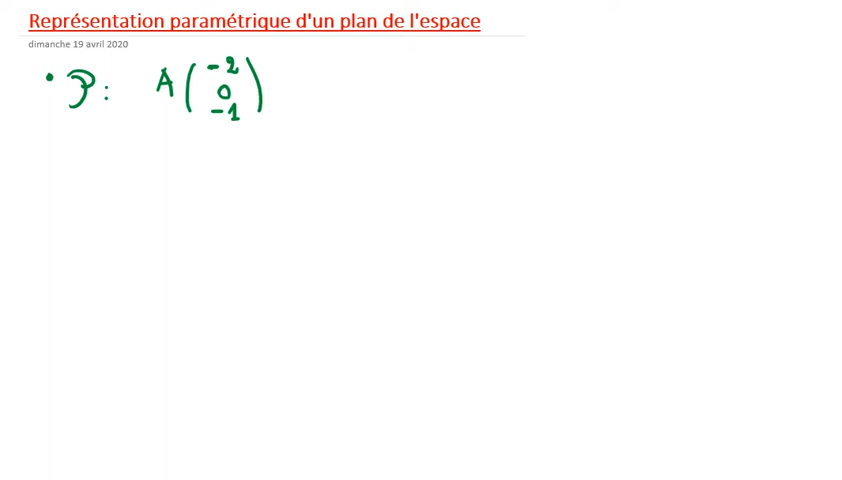 Représentation paramétrique d'un plan de l'espace
dimanche 19 avril 2020
• P : A ( -2
0
-1 )